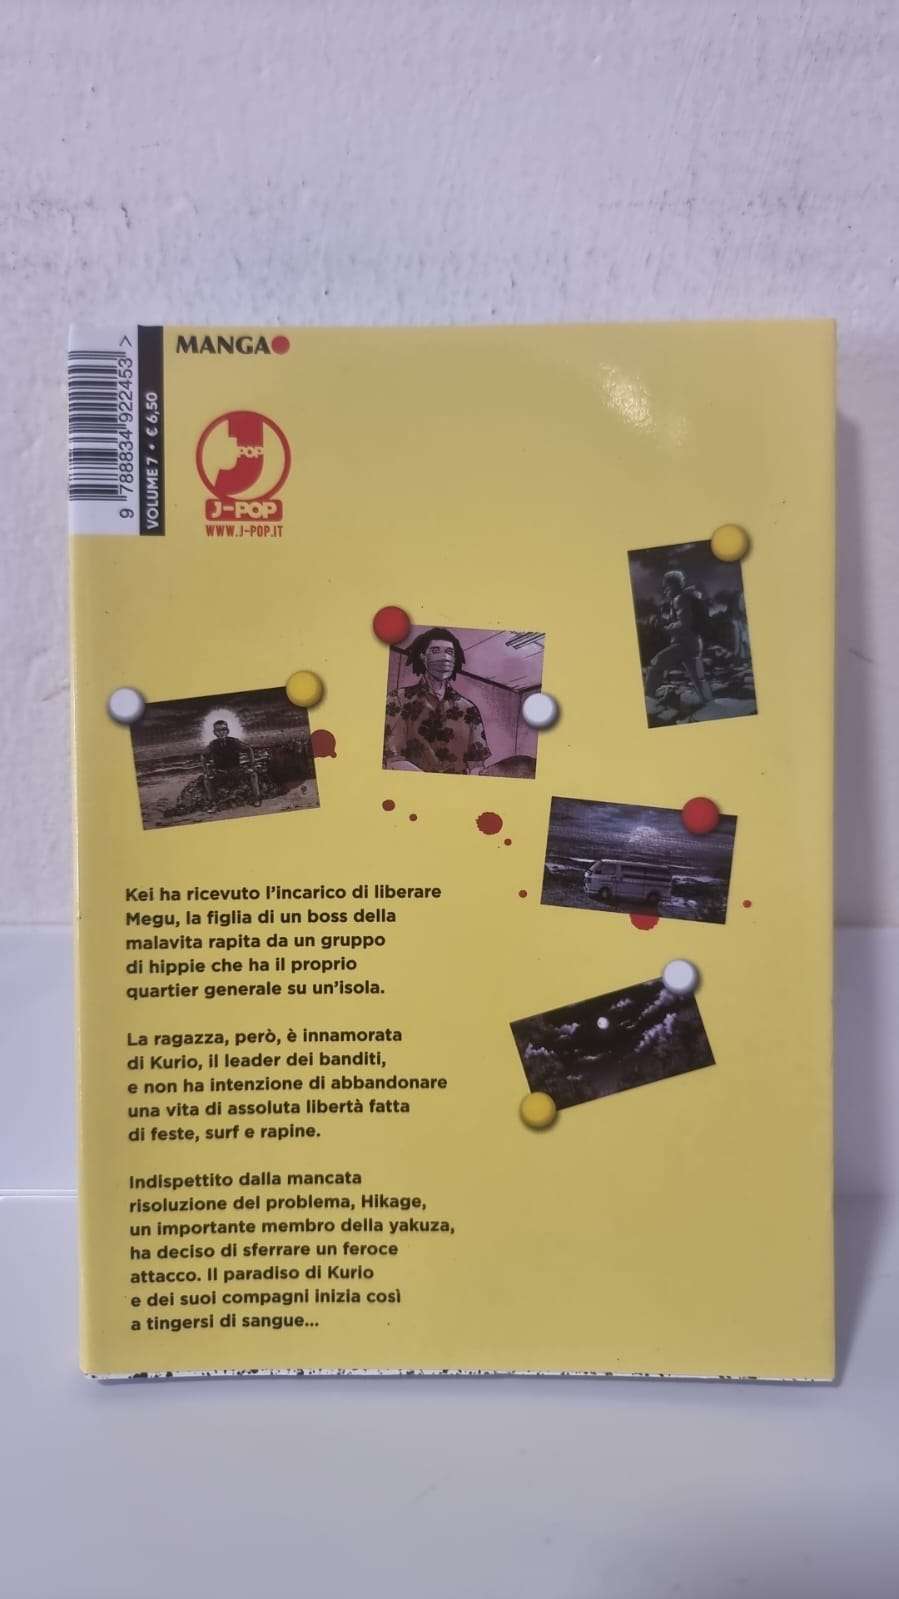 MANGA
9 788834 922453 >
VOLUME 7 • € 6,50
J-POP
POP
WWW.J-POP.IT
Kei ha ricevuto l'incarico di liberare
Megu, la figlia di un boss della
malavita rapita da un gruppo
di hippie che ha il proprio
quartier generale su un'isola.
La ragazza, però, è innamorata
di Kurio, il leader dei banditi,
e non ha intenzione di abbandonare
una vita di assoluta libertà fatta
di feste, surf e rapine.
Indispettito dalla mancata
risoluzione del problema, Hikage,
un importante membro della yakuza,
ha deciso di sferrare un feroce
attacco. Il paradiso di Kurio
e dei suoi compagni inizia così
a tingersi di sangue...